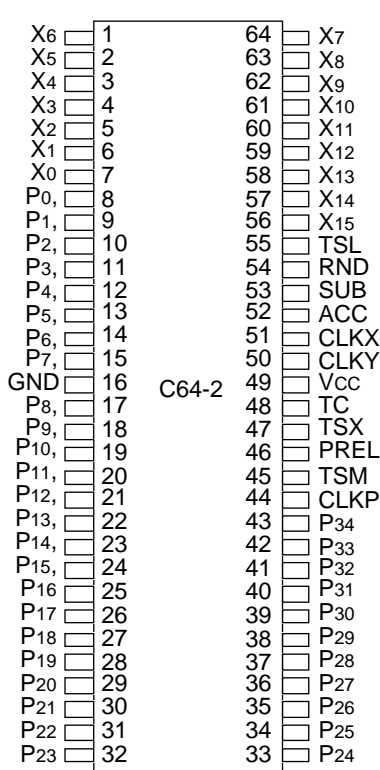 X6 1 64 X7
X5 2 63 X8
X4 3 62 X9
X3 4 61 X10
X2 5 60 X11
X1 6 59 X12
X0 7 58 X13
P0, 8 57 X14
P1, 9 56 X15
P2, 10 55 TSL
P3, 11 54 RND
P4, 12 53 SUB
P5, 13 52 ACC
P6, 14 51 CLKX
P7, 15 50 CLKY
GND 16 C64-2 49 VCC
P8, 17 48 TC
P9, 18 47 TSX
P10, 19 46 PREL
P11, 20 45 TSM
P12, 21 44 CLKP
P13, 22 43 P34
P14, 23 42 P33
P15, 24 41 P32
P16 25 40 P31
P17 26 39 P30
P18 27 38 P29
P19 28 37 P28
P20 29 36 P27
P21 30 35 P26
P22 31 34 P25
P23 32 33 P24